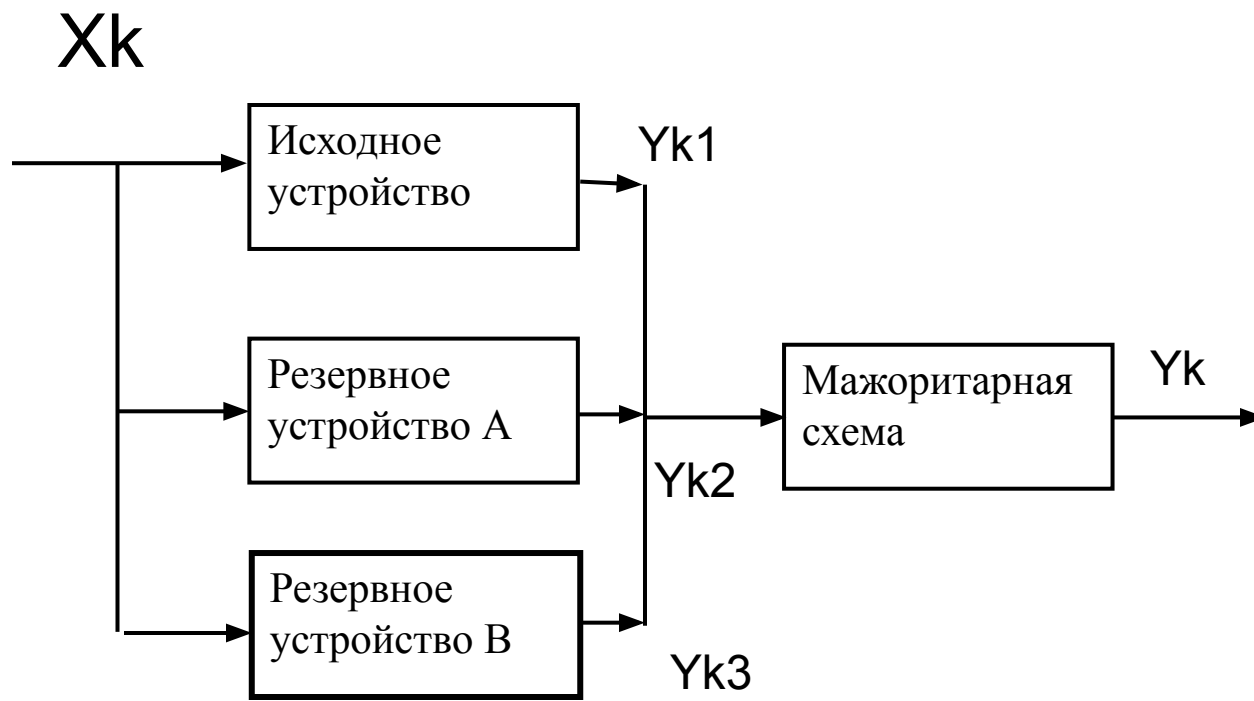 Xk
Исходное
устройство
Yk1
Резервное
устройство А
Yk2
Мажоритарная
схема
Yk
Резервное
устройство В
Yk3